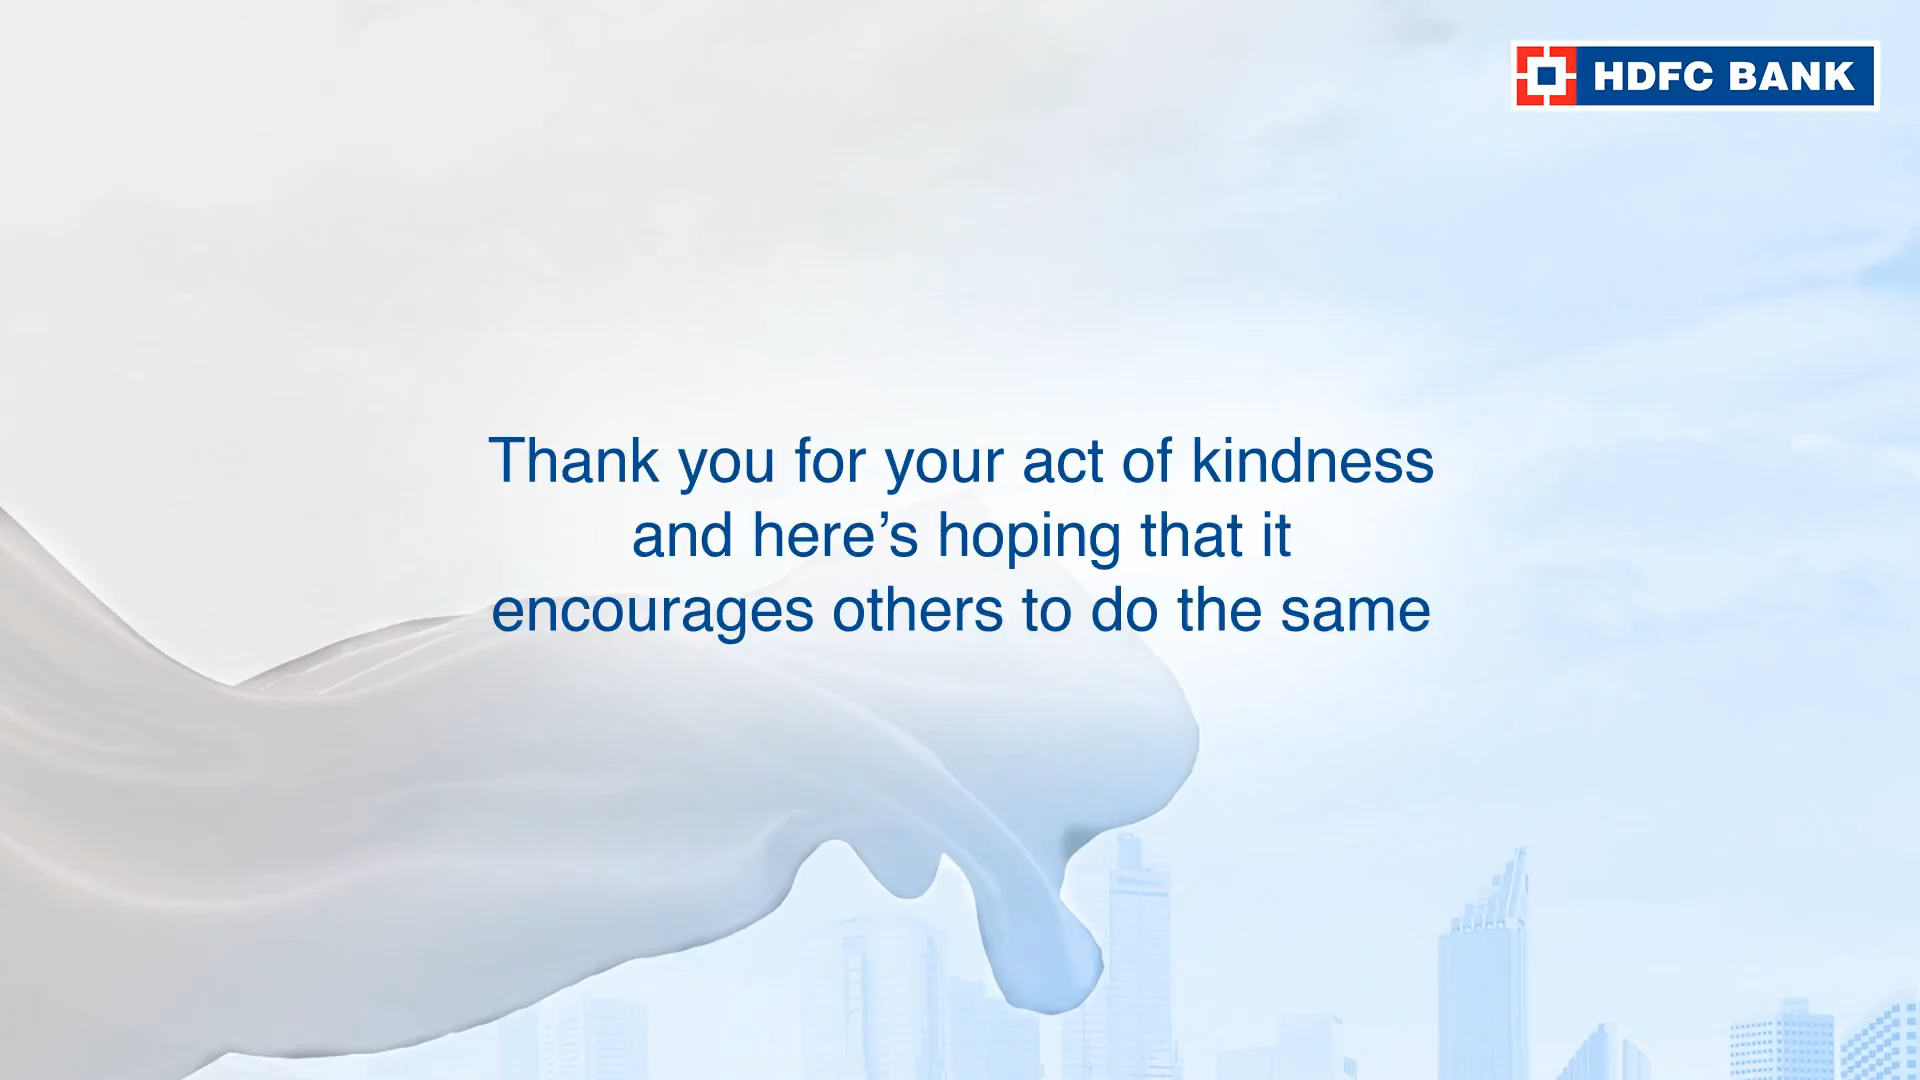 HDFC BANK
Thank you for your act of kindness
and here’s hoping that it
encourages others to do the same